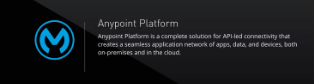 Anypoint Platform
Anypoint Platform is a complete solution for API-led connectivity that
creates a seamless application network of apps, data, and devices, both
on-premises and in the cloud.